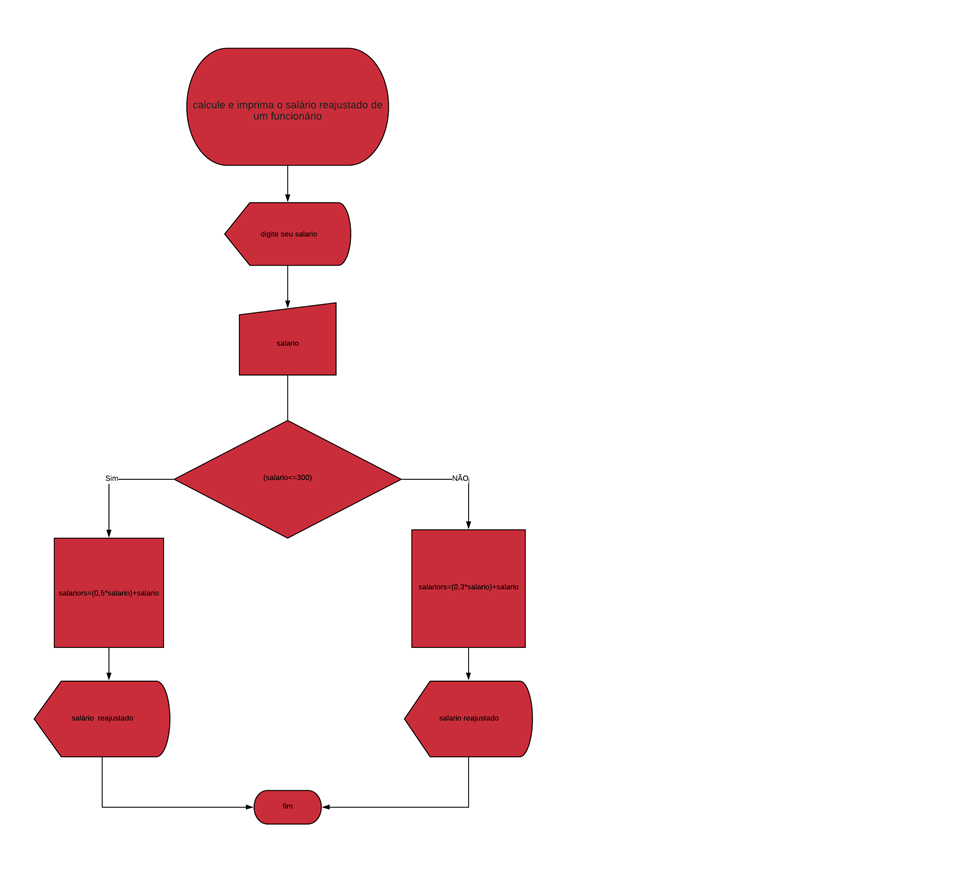 calcule e imprima o salário reajustado de
um funcionário
digite seu salario
salario
(salario<=300)
Sim
NÃO
salariors=(0,5*salario)+salario
salariors=(0,3*salario)+salario
salário  reajustado
salario reajustado
fim